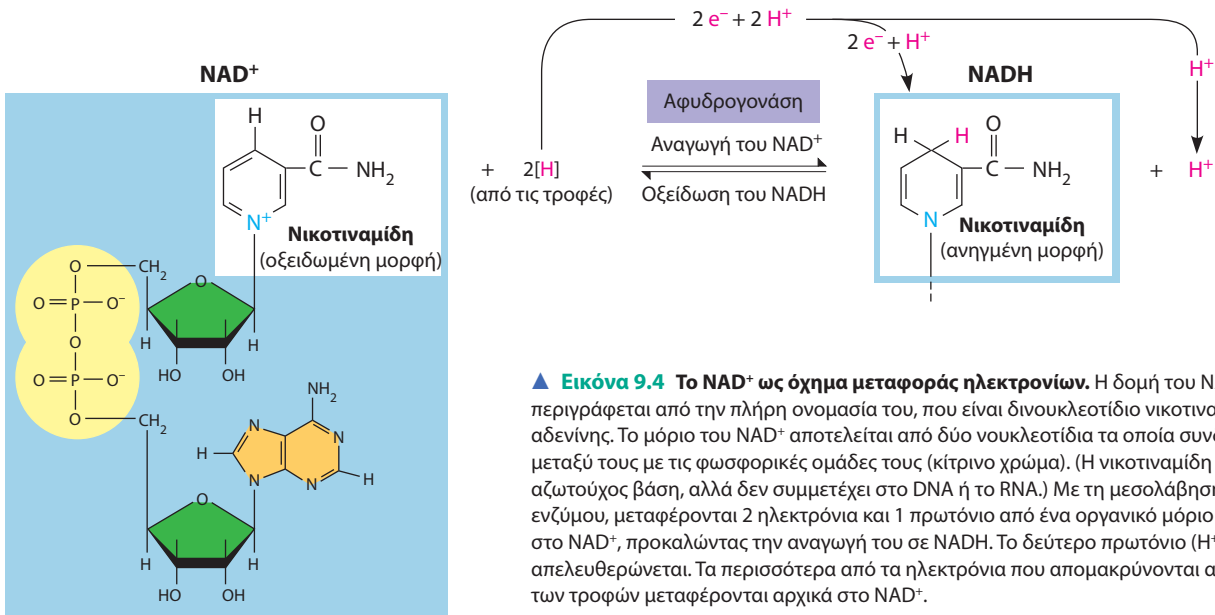 2 e⁻ + 2 H⁺
2 e⁻ + H⁺
H⁺
NAD⁺
NADH
Αφυδρογονάση
H
O
C
NH₂
N⁺
Νικοτιναμίδη
(οξειδωμένη μορφή)
+ 2[H]
(από τις τροφές)
Αναγωγή του NAD⁺
Οξείδωση του NADH
H H
O
C
NH₂
N
Νικοτιναμίδη
(ανηγμένη μορφή)
+ H⁺
O
CH₂
O
O=P—O⁻
H
H
O
HO
OH
O=P—O⁻
O
CH₂
NH₂
N
N
H
N
N
H
O
H
H
HO
OH
▲ Εικόνα 9.4 Το NAD⁺ ως όχημα μεταφοράς ηλεκτρονίων. Η δομή του N
περιγράφεται από την πλήρη ονομασία του, που είναι δινουκλεοτίδιο νικοτινα
αδενίνης. Το μόριο του NAD⁺ αποτελείται από δύο νουκλεοτίδια τα οποία συν
μεταξύ τους με τις φωσφορικές ομάδες τους (κίτρινο χρώμα). (Η νικοτιναμίδη
αζωτούχος βάση, αλλά δεν συμμετέχει στο DNA ή το RNA.) Με τη μεσολάβηση
ενζύμου, μεταφέρονται 2 ηλεκτρόνια και 1 πρωτόνιο από ένα οργανικό μόριο
στο NAD⁺, προκαλώντας την αναγωγή του σε NADH. Το δεύτερο πρωτόνιο (H⁺
απελευθερώνεται. Τα περισσότερα από τα ηλεκτρόνια που απομακρύνονται α
των τροφών μεταφέρονται αρχικά στο NAD⁺.